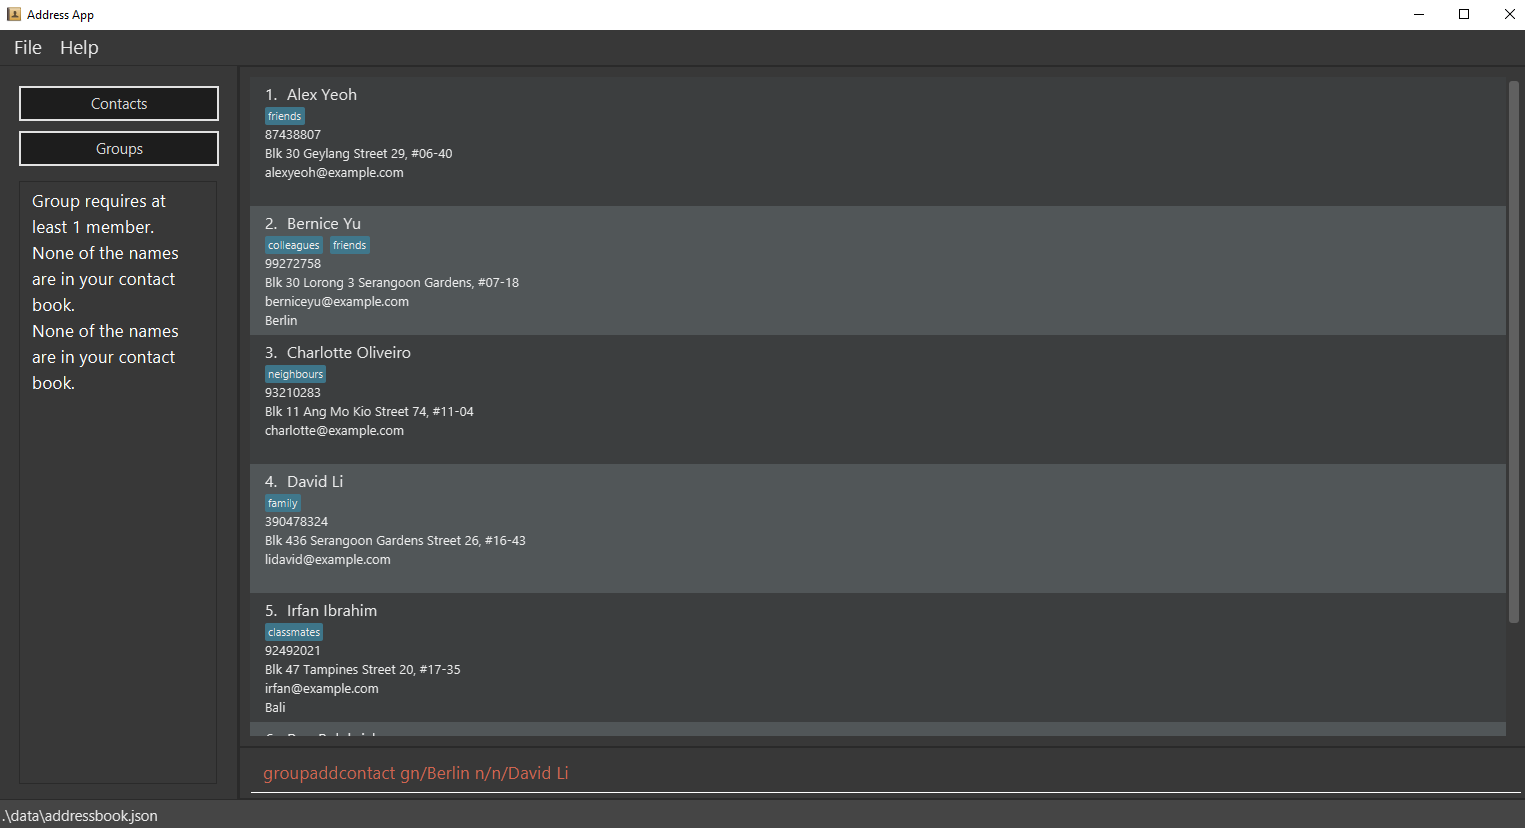 Address App
File Help
Contacts
Groups
Group requires at
least 1 member.
None of the names
are in your contact
book.
None of the names
are in your contact
book.
1. Alex Yeoh
friends
87438807
Blk 30 Geylang Street 29, #06-40
alexyeoh@example.com
2. Bernice Yu
colleagues friends
99272758
Blk 30 Lorong 3 Serangoon Gardens, #07-18
berniceyu@example.com
Berlin
3. Charlotte Oliveiro
neighbours
93210283
Blk 11 Ang Mo Kio Street 74, #11-04
charlotte@example.com
4. David Li
family
390478324
Blk 436 Serangoon Gardens Street 26, #16-43
lidavid@example.com
5. Irfan Ibrahim
classmates
92492021
Blk 47 Tampines Street 20, #17-35
irfan@example.com
Bali
groupaddcontact gn/Berlin n/n/David Li
.\data\addressbook.json